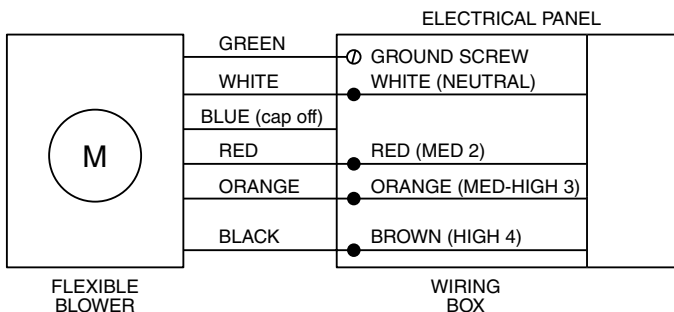 ELECTRICAL PANEL
GREEN
GROUND SCREW
WHITE
WHITE (NEUTRAL)
BLUE (cap off)
RED
RED (MED 2)
M
ORANGE
ORANGE (MED-HIGH 3)
BLACK
BROWN (HIGH 4)
FLEXIBLE
BLOWER
WIRING
BOX